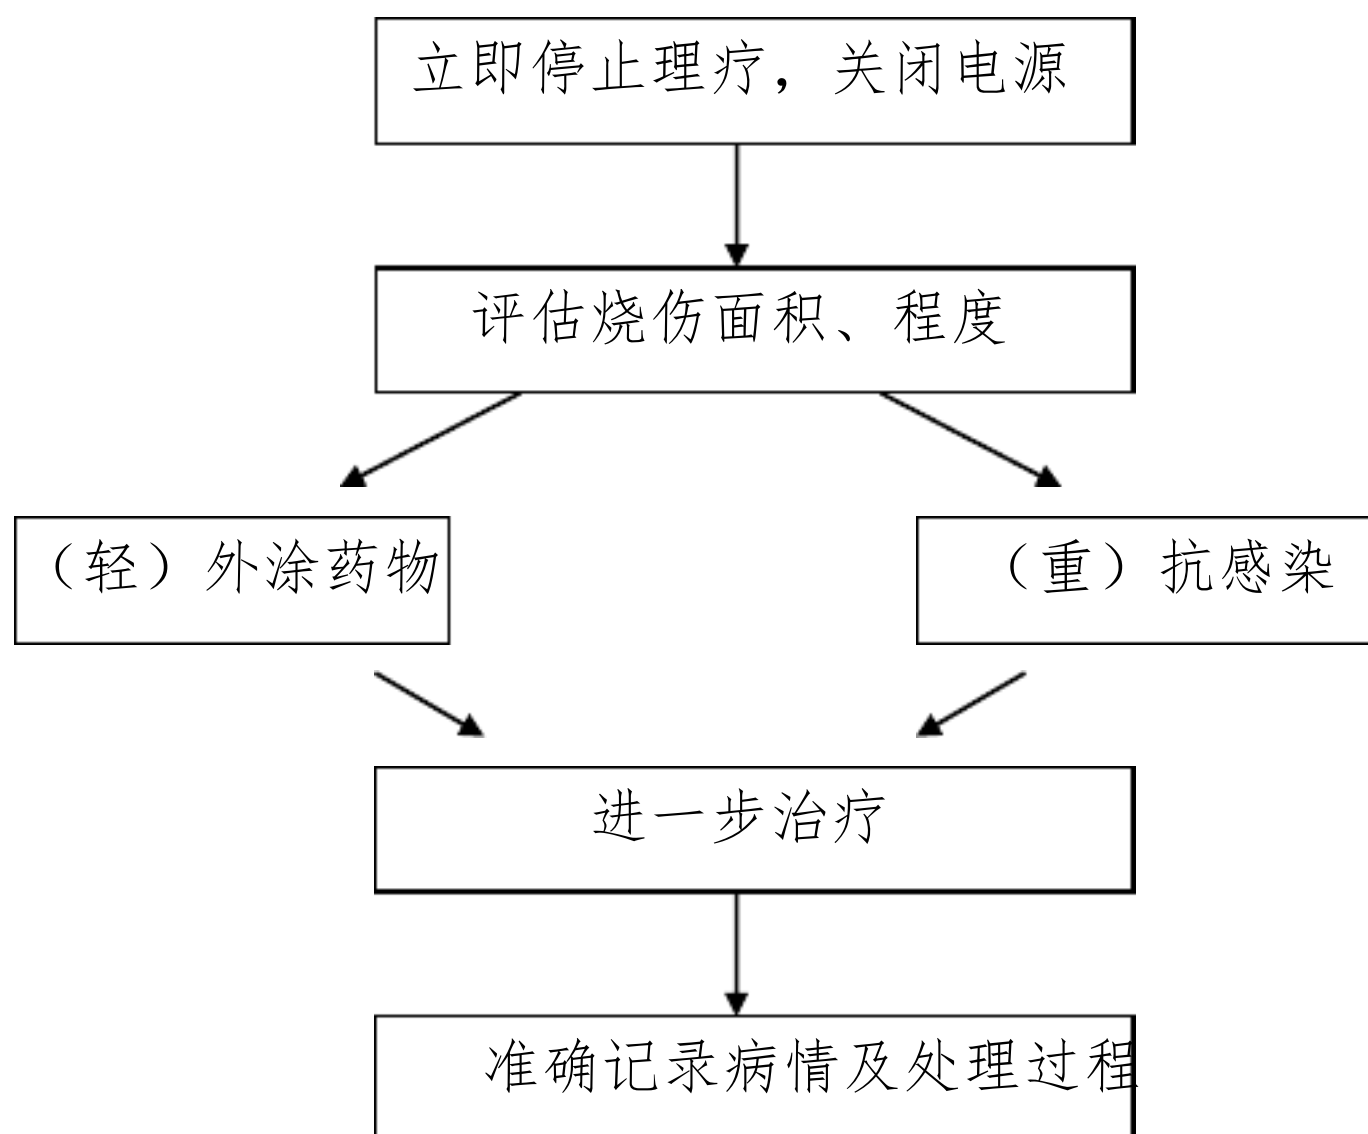 立即停止理疗，关闭电源
评估烧伤面积、程度
（轻）外涂药物
（重）抗感染
进一步治疗
准确记录病情及处理过程